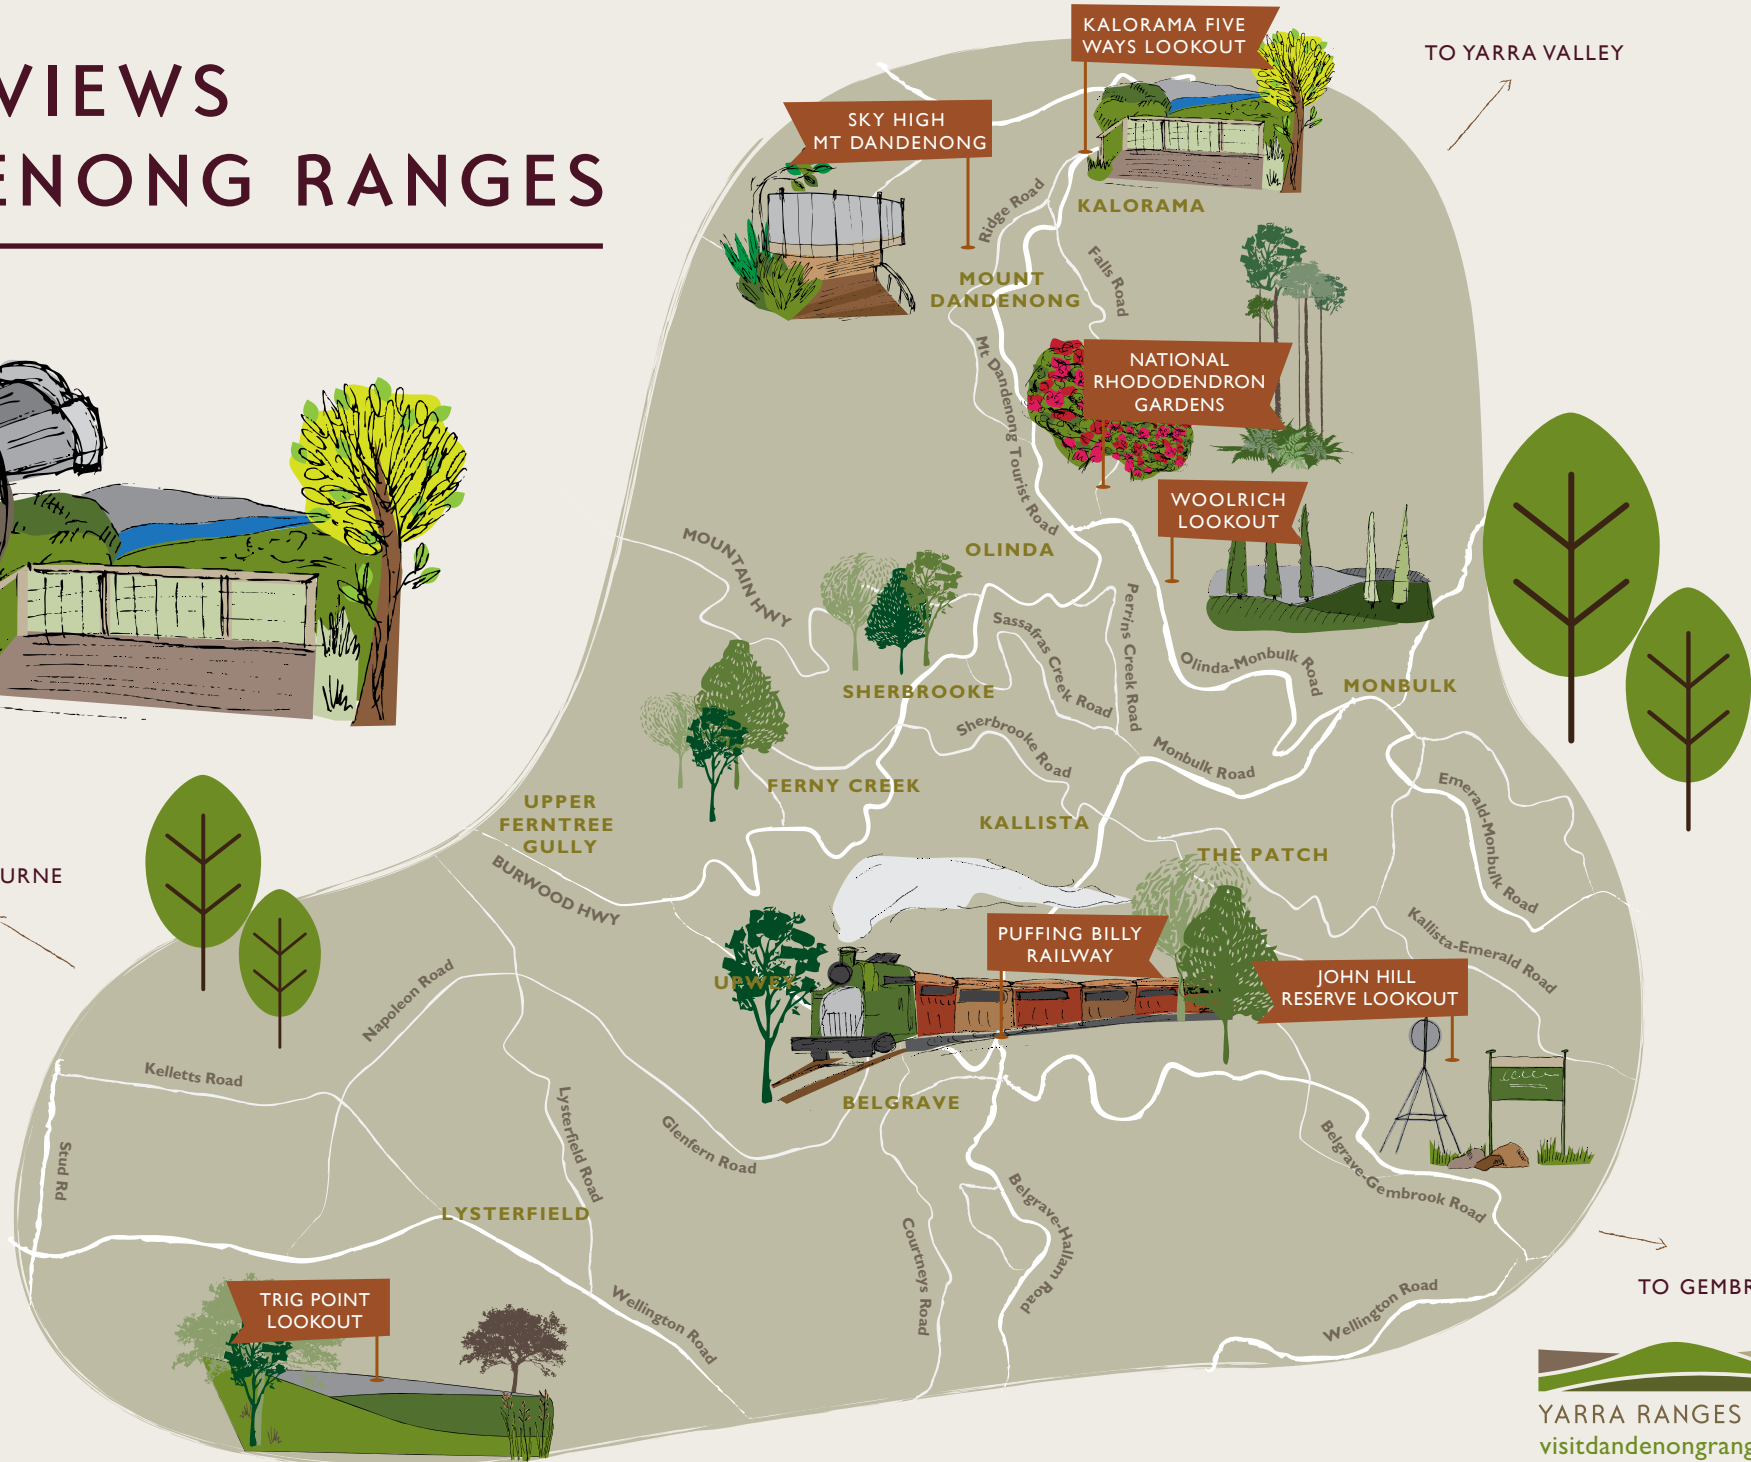 VIEWS
ENONG RANGES
KALORAMA FIVE
WAYS LOOKOUT
TO YARRA VALLEY
SKY HIGH
MT DANDENONG
Ridge Road
KALORAMA
Falls Road
MOUNT
DANDENONG
Mt Dandenong Tourist Road
NATIONAL
RHODODENDRON
GARDENS
WOOLRICH
LOOKOUT
MOUNTAIN HWY
OLINDA
Sassafras Creek Road
Perrins Creek Road
Olinda-Monbulk Road
SHERBROOKE
MONBULK
Sherbrooke Road
Monbulk Road
FERNY CREEK
UPPER
FERNTREE
GULLY
KALLISTA
Emerald-Monbulk Road
THE PATCH
BURWOOD HWY
URNE
Kallista-Emerald Road
PUFFING BILLY
RAILWAY
JOHN HILL
RESERVE LOOKOUT
UPWEY
Napoleon Road
Kelletts Road
BELGRAVE
Lysterfield Road
Glenfern Road
Stud Rd
Belgrave-Gembrook Road
Belgrave-Hallam Road
LYSTERFIELD
Courtneys Road
TRIG POINT
LOOKOUT
Wellington Road
Wellington Road
TO GEMBR
YARRA RANGES
visitdandenongrang